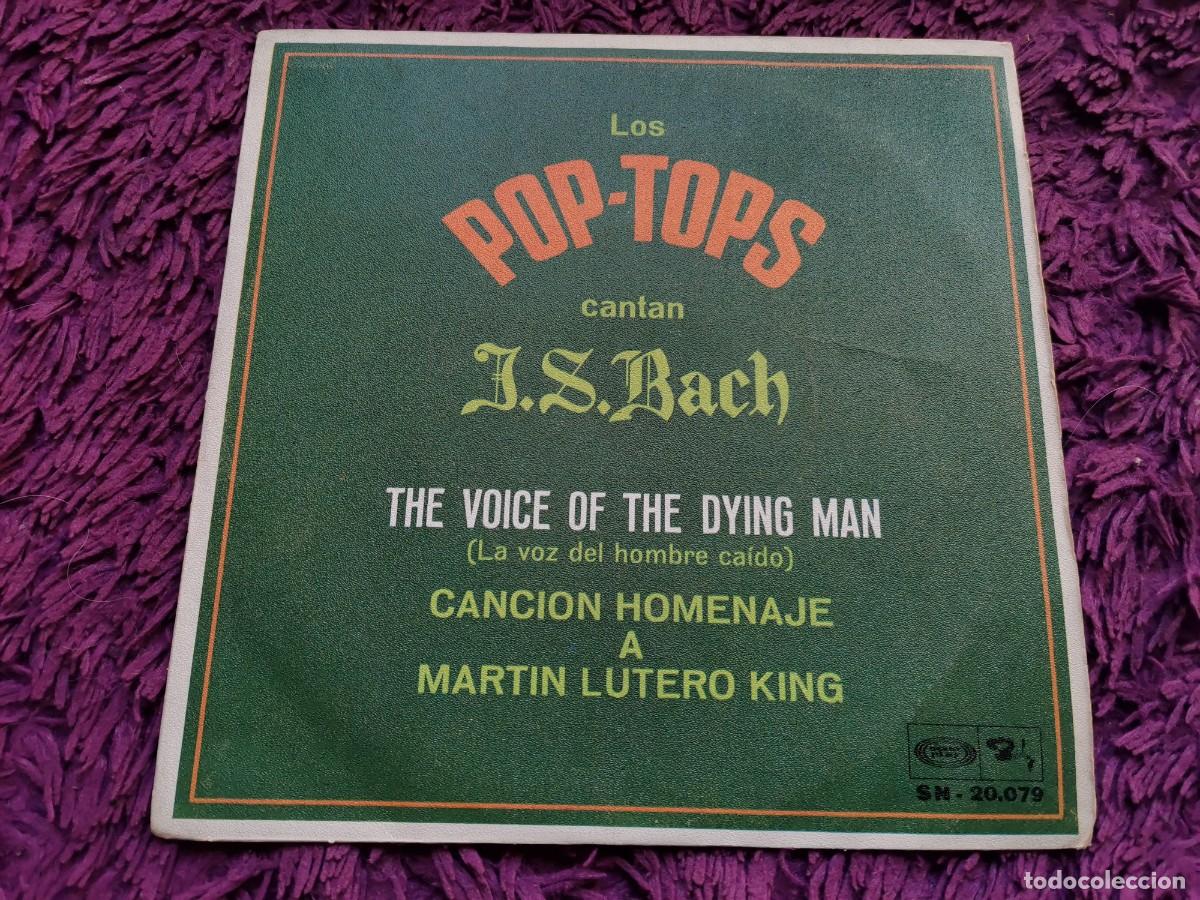 Los
POP-TOPS
cantan
J.S.Bach
THE VOICE OF THE DYING MAN
(La voz del hombre caído)
CANCION HOMENAJE
A
MARTIN LUTERO KING
SN - 20.079
todocoleccion